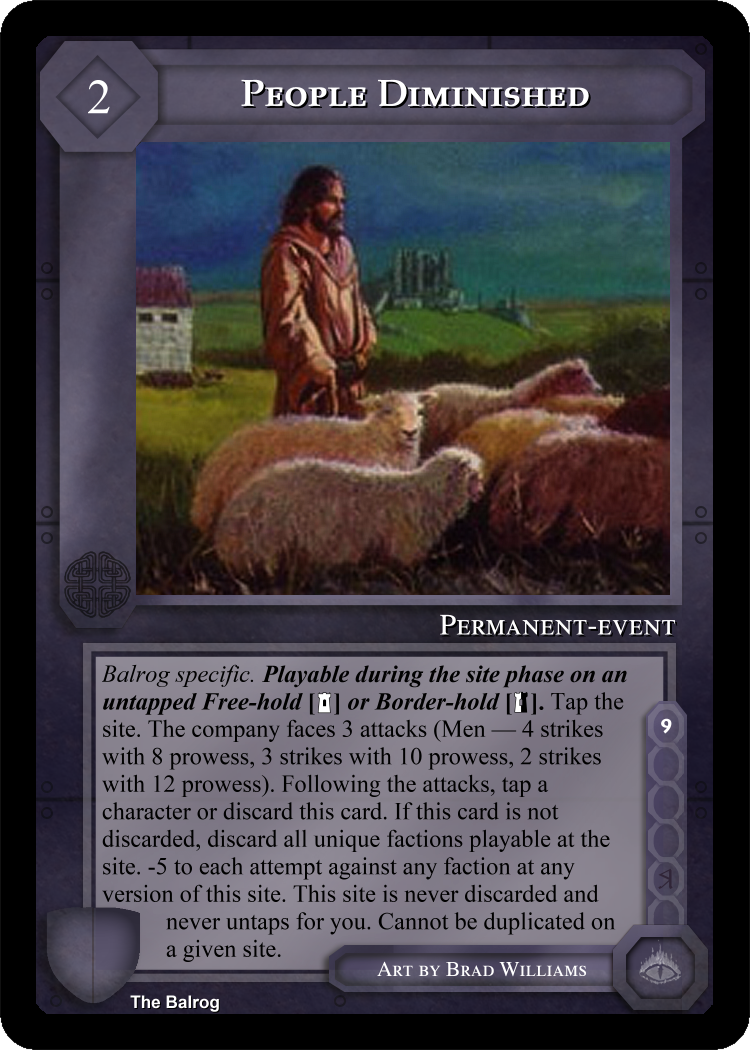 2
People Diminished
Permanent-event
Balrog specific. Playable during the site phase on an
untapped Free-hold [] or Border-hold []. Tap the
site. The company faces 3 attacks (Men — 4 strikes
with 8 prowess, 3 strikes with 10 prowess, 2 strikes
with 12 prowess). Following the attacks, tap a
character or discard this card. If this card is not
discarded, discard all unique factions playable at the
site. -5 to each attempt against any faction at any
version of this site. This site is never discarded and
never untaps for you. Cannot be duplicated on
a given site.
9
Art by Brad Williams
The Balrog